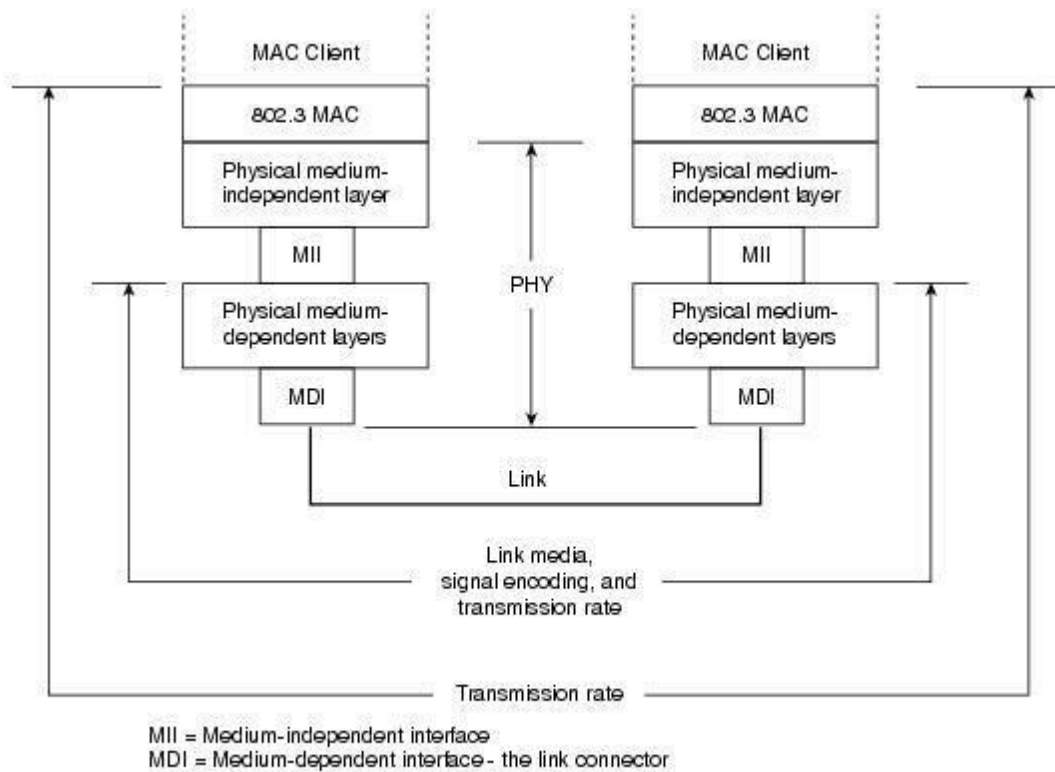 MAC Client
MAC Client
802.3 MAC
802.3 MAC
Physical medium-
independent layer
Physical medium-
independent layer
MII
PHY
MII
Physical medium-
dependent layers
Physical medium-
dependent layers
MDI
MDI
Link
Link media,
signal encoding, and
transmission rate
Transmission rate
MII = Medium-independent interface
MDI = Medium-dependent interface - the link connector